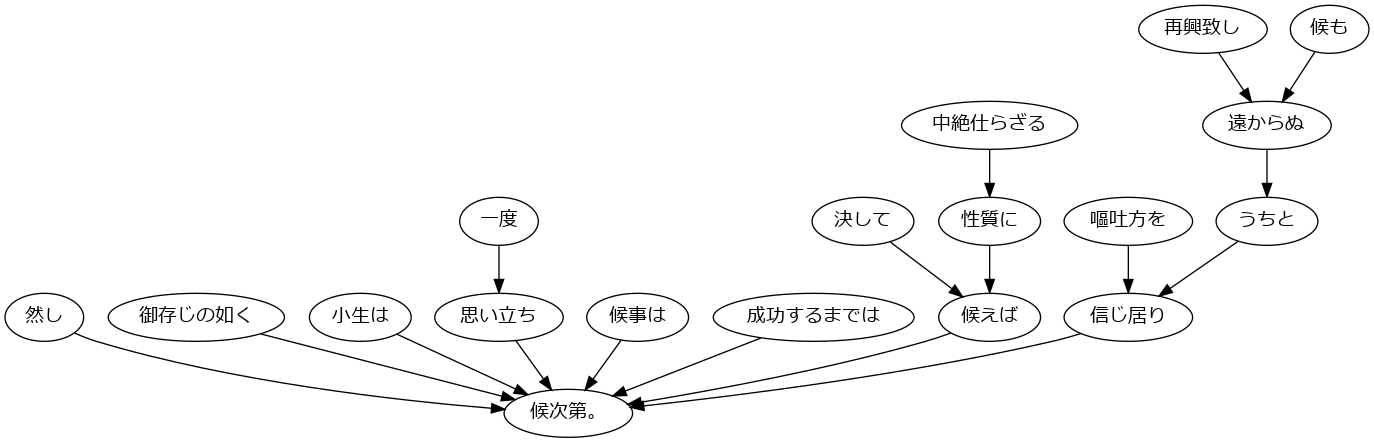 再興致し
候も
中絶仕らざる
遠からぬ
一度
決して
性質に
嘔吐方を
うちと
然し
御存じの如く
小生は
思い立ち
候事は
成功するまでは
候えば
信じ居り
候次第。